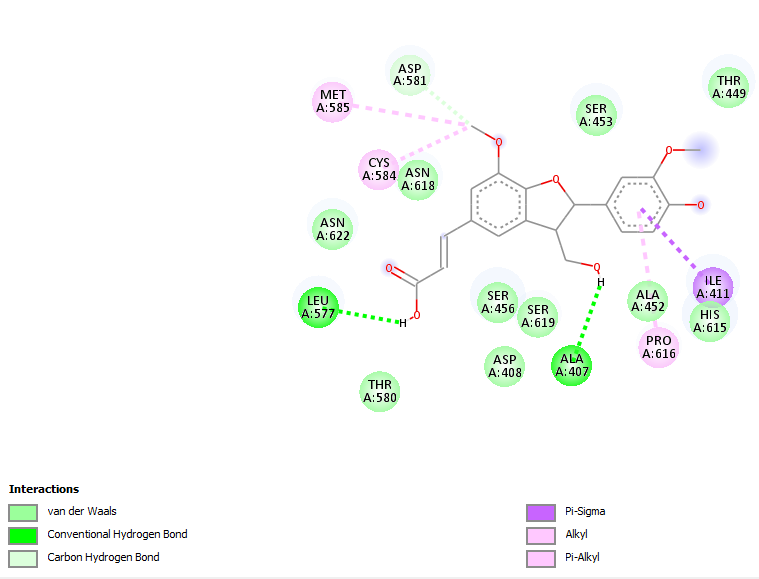 ASP
A:581
THR
A:449
MET
A:585
SER
A:453
O
O
CYS
A:584
ASN
A:618
O
O
ASN
A:622
O
O
H
ILE
A:411
LEU
A:577
O
H
SER
A:456
SER
A:619
ALA
A:452
HIS
A:615
PRO
A:616
ASP
A:408
ALA
A:407
THR
A:580
Interactions
van der Waals
Conventional Hydrogen Bond
Carbon Hydrogen Bond
Pi-Sigma
Alkyl
Pi-Alkyl